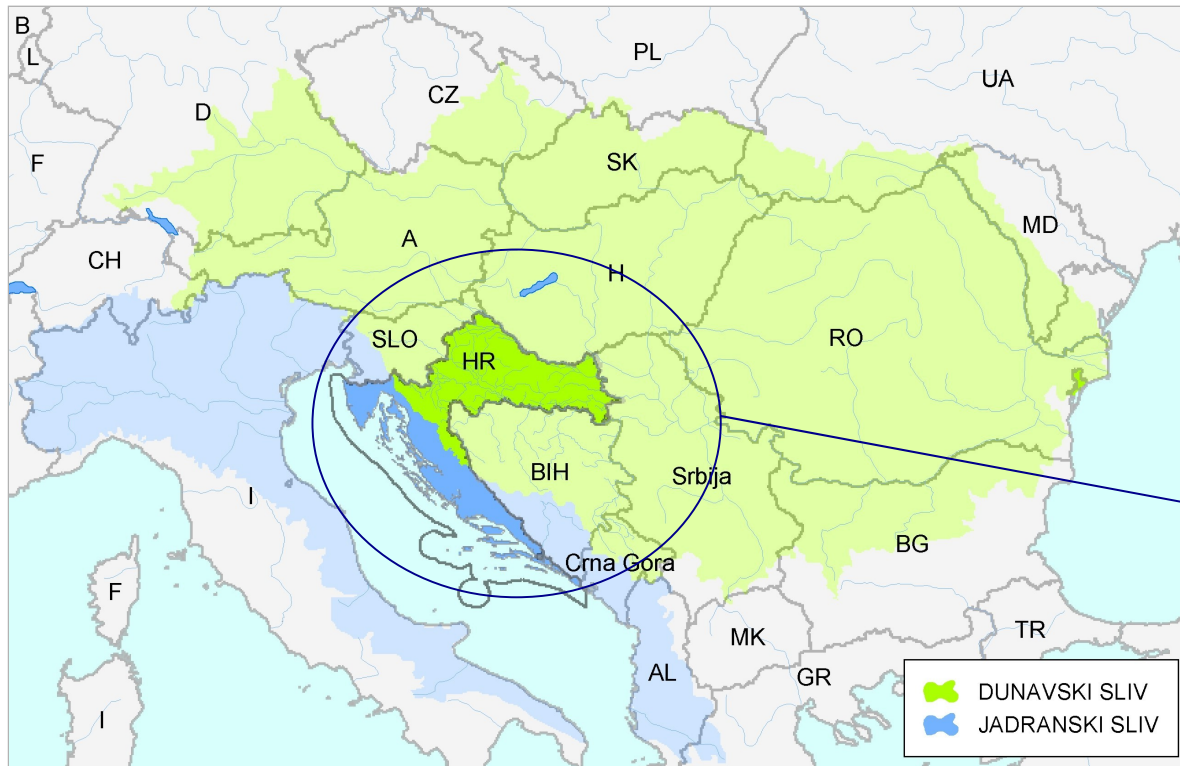 B
L
PL
UA
CZ
D
F
SK
MD
A
CH
H
SLO
RO
HR
BIH
Srbija
I
BG
Crna Gora
F
MK
TR
AL
GR
I
DUNAVSKI SLIV
JADRANSKI SLIV